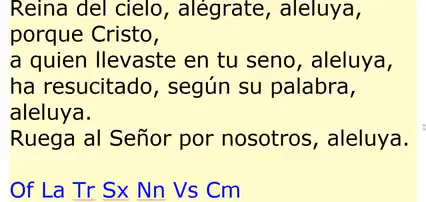 Reina del cielo, alégrate, aleluya,
porque Cristo,
a quien llevaste en tu seno, aleluya,
ha resucitado, según su palabra,
aleluya.
Ruega al Señor por nosotros, aleluya.
Of La Tr Sx Nn Vs Cm